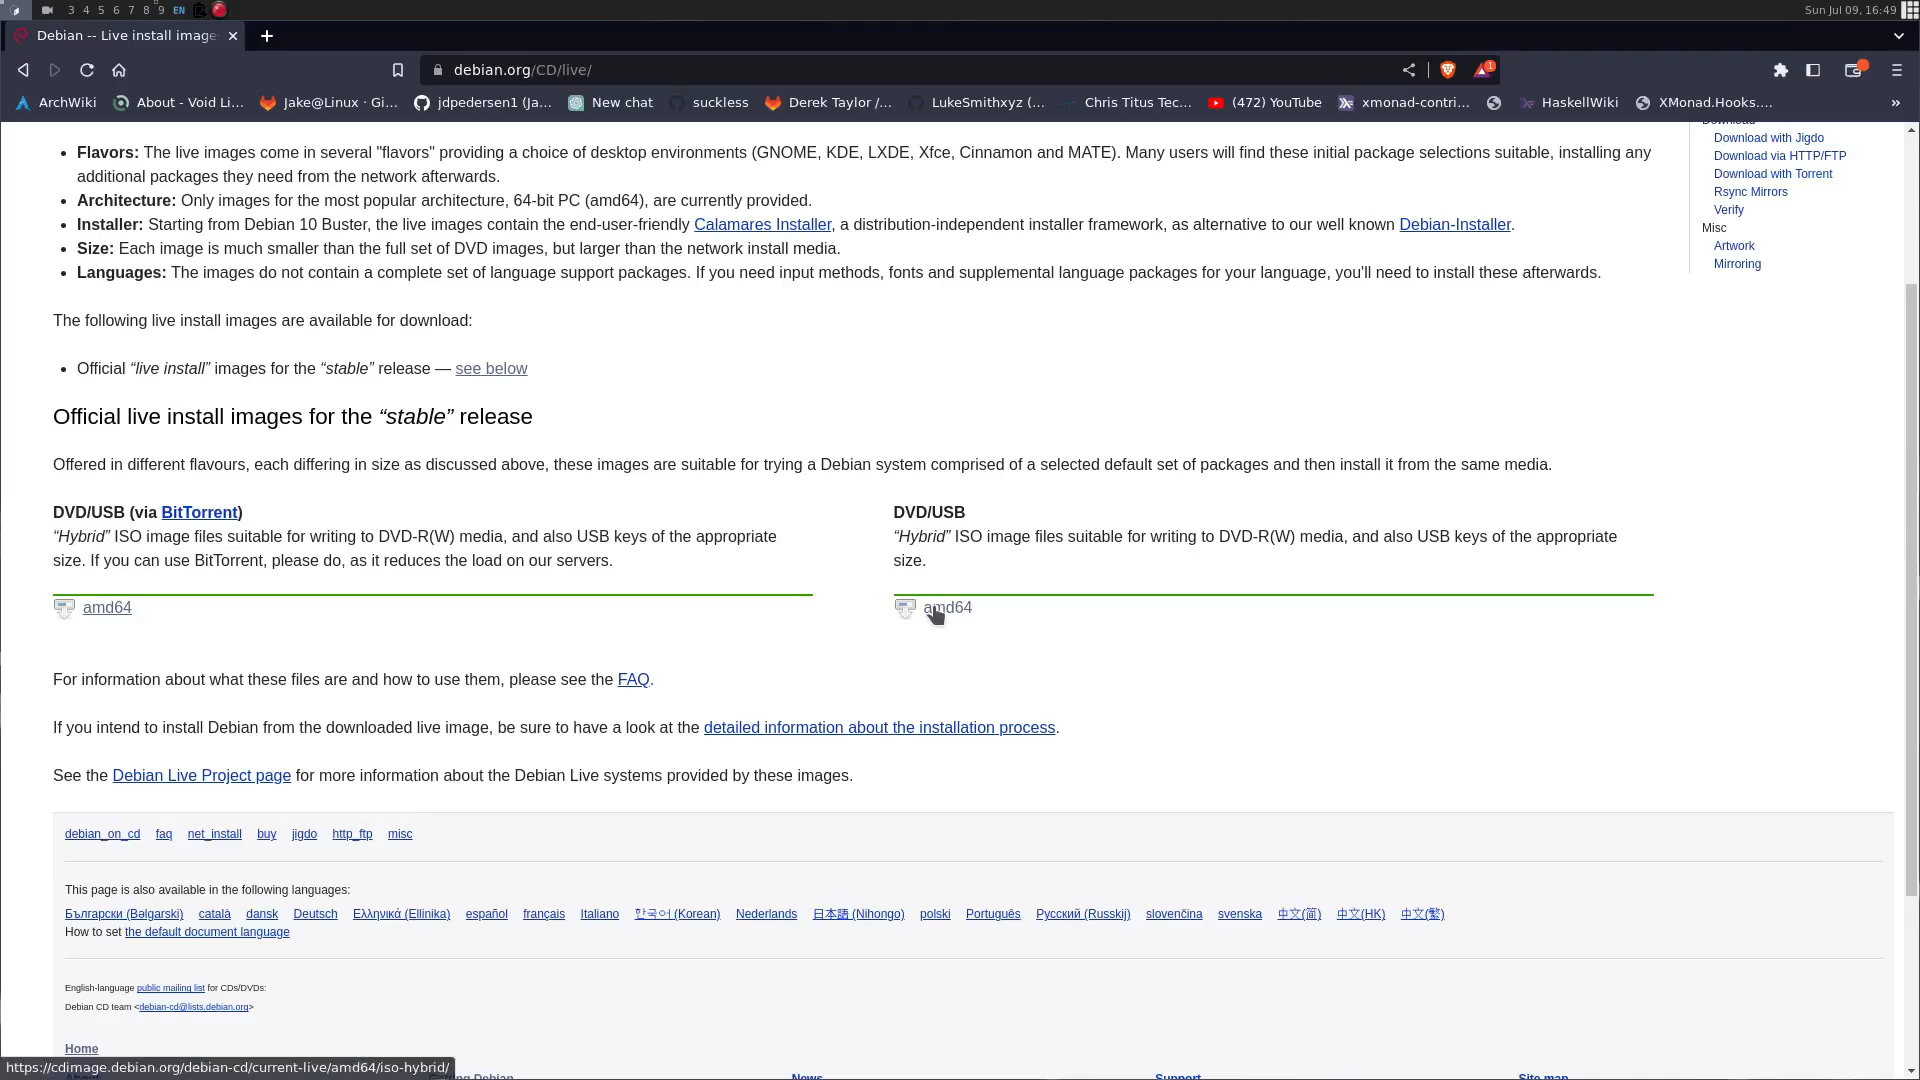 3 4 5 6 7 8 9 EN
Sun Jul 09, 16:49
Debian -- Live install image
debian.org/CD/live/
1
ArchWiki
About - Void Li...
Jake@Linux · Gi...
jdpedersen1 (Ja...
New chat
suckless
Derek Taylor /...
LukeSmithxyz (...
Chris Titus Tec...
(472) YouTube
xmonad-contri...
HaskellWiki
XMonad.Hooks....
»
Download
Download with Jigdo
Download via HTTP/FTP
Download with Torrent
Rsync Mirrors
Verify
Misc
Artwork
Mirroring
• Flavors: The live images come in several "flavors" providing a choice of desktop environments (GNOME, KDE, LXDE, Xfce, Cinnamon and MATE). Many users will find these initial package selections suitable, installing any
additional packages they need from the network afterwards.
• Architecture: Only images for the most popular architecture, 64-bit PC (amd64), are currently provided.
• Installer: Starting from Debian 10 Buster, the live images contain the end-user-friendly Calamares Installer, a distribution-independent installer framework, as alternative to our well known Debian-Installer.
• Size: Each image is much smaller than the full set of DVD images, but larger than the network install media.
• Languages: The images do not contain a complete set of language support packages. If you need input methods, fonts and supplemental language packages for your language, you'll need to install these afterwards.
The following live install images are available for download:
• Official “live install” images for the “stable” release — see below
Official live install images for the “stable” release
Offered in different flavours, each differing in size as discussed above, these images are suitable for trying a Debian system comprised of a selected default set of packages and then install it from the same media.
DVD/USB (via BitTorrent)
“Hybrid” ISO image files suitable for writing to DVD-R(W) media, and also USB keys of the appropriate
size. If you can use BitTorrent, please do, as it reduces the load on our servers.
amd64
DVD/USB
“Hybrid” ISO image files suitable for writing to DVD-R(W) media, and also USB keys of the appropriate
size.
amd64
For information about what these files are and how to use them, please see the FAQ.
If you intend to install Debian from the downloaded live image, be sure to have a look at the detailed information about the installation process.
See the Debian Live Project page for more information about the Debian Live systems provided by these images.
debian_on_cd faq net_install buy jigdo http_ftp misc
This page is also available in the following languages:
Български (Bəlgarski) català dansk Deutsch Ελληνικά (Ellinika) español français Italiano 한국어 (Korean) Nederlands 日本語 (Nihongo) polski Português Русский (Russkij) slovenčina svenska 中文(简) 中文(HK) 中文(繁)
How to set the default document language
English-language public mailing list for CDs/DVDs:
Debian CD team <debian-cd@lists.debian.org>
Home
https://cdimage.debian.org/debian-cd/current-live/amd64/iso-hybrid/
About
Getting Debian
News
Support
Site map